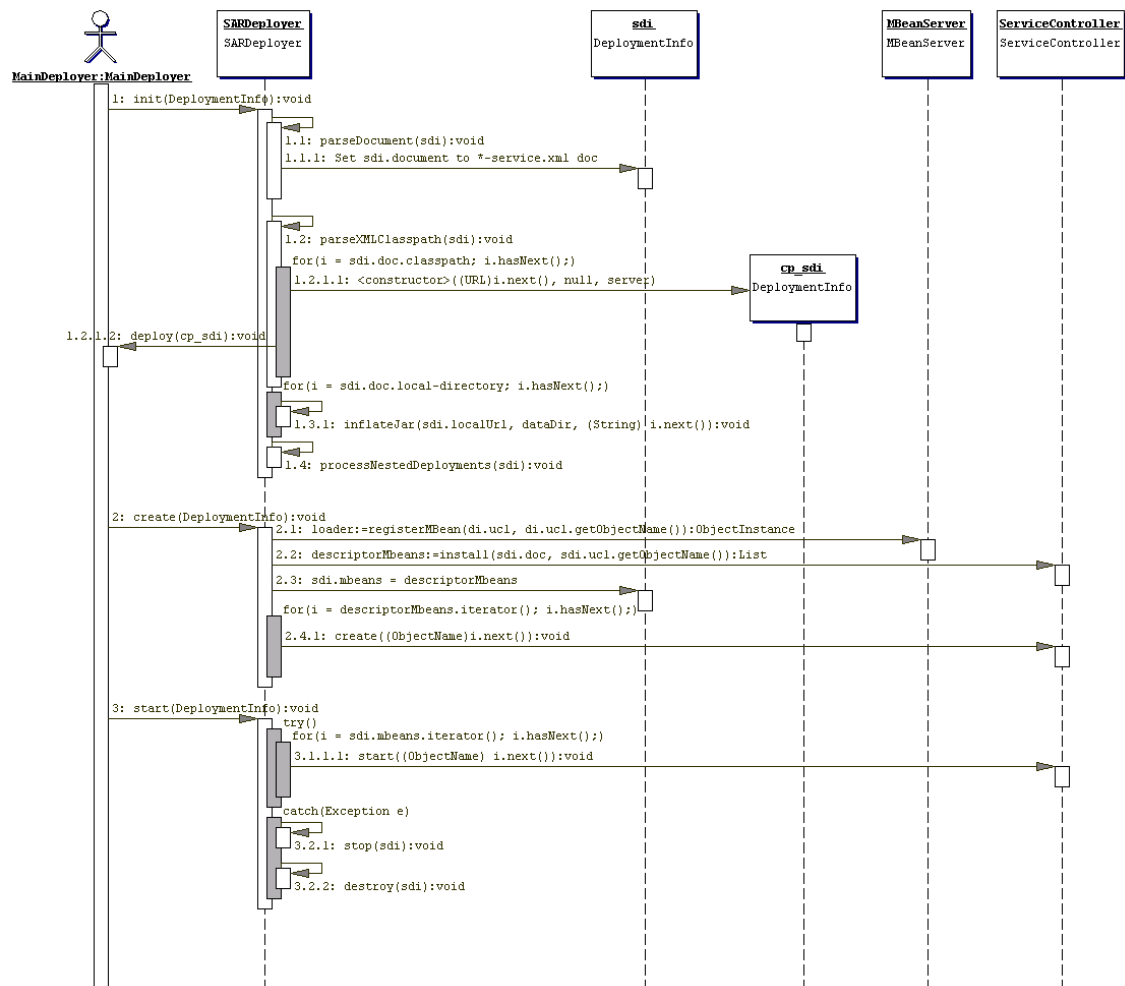 SARDeployer
SARDeployer
sdi
DeploymentInfo
MBeanServer
MBeanServer
ServiceController
ServiceController
MainDeployer:MainDeployer
1: init(DeploymentInfo):void
1.1: parseDocument(sdi):void
1.1.1: Set sdi.document to *-service.xml doc
1.2: parseXMLClasspath(sdi):void
for(i = sdi.doc.classpath; i.hasNext();)
cp_sdi
DeploymentInfo
1.2.1.1: <constructor>((URL)i.next(), null, server)
1.2.1.2: deploy(cp_sdi):void
for(i = sdi.doc.local-directory; i.hasNext();)
1.3.1: inflateJar(sdi.localUrl, dataDir, (String) i.next()):void
1.4: processNestedDeployments(sdi):void
2: create(DeploymentInfo):void
2.1: loader:=registerMBean(di.ucl, di.ucl.getObjectName()):ObjectInstance
2.2: descriptorMbeans:=install(sdi.doc, sdi.ucl.getObjectName()):List
2.3: sdi.mbeans = descriptorMbeans
for(i = descriptorMbeans.iterator(); i.hasNext();)
2.4.1: create((ObjectName)i.next()):void
3: start(DeploymentInfo):void
try()
for(i = sdi.mbeans.iterator(); i.hasNext();)
3.1.1.1: start((ObjectName) i.next()):void
catch(Exception e)
3.2.1: stop(sdi):void
3.2.2: destroy(sdi):void